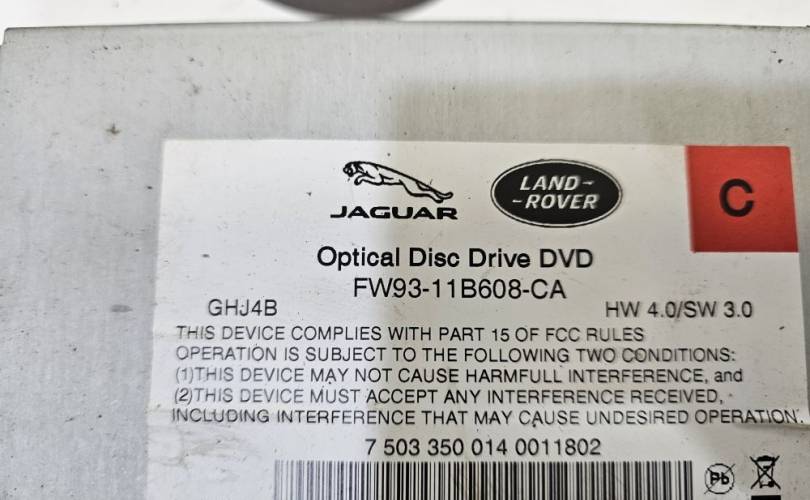 JAGUAR
LAND-
-ROVER
C
Optical Disc Drive DVD
FW93-11B608-CA
GHJ4B
HW 4.0/SW 3.0
THIS DEVICE COMPLIES WITH PART 15 OF FCC RULES
OPERATION IS SUBJECT TO THE FOLLOWING TWO CONDITIONS:
(1)THIS DEVICE MAY NOT CAUSE HARMFULL INTERFERENCE, and
(2)THIS DEVICE MUST ACCEPT ANY INTERFERENCE RECEIVED,
INCLUDING INTERFERENCE THAT MAY CAUSE UNDESIRED OPERATION.
7 503 350 014 0011802
Pb